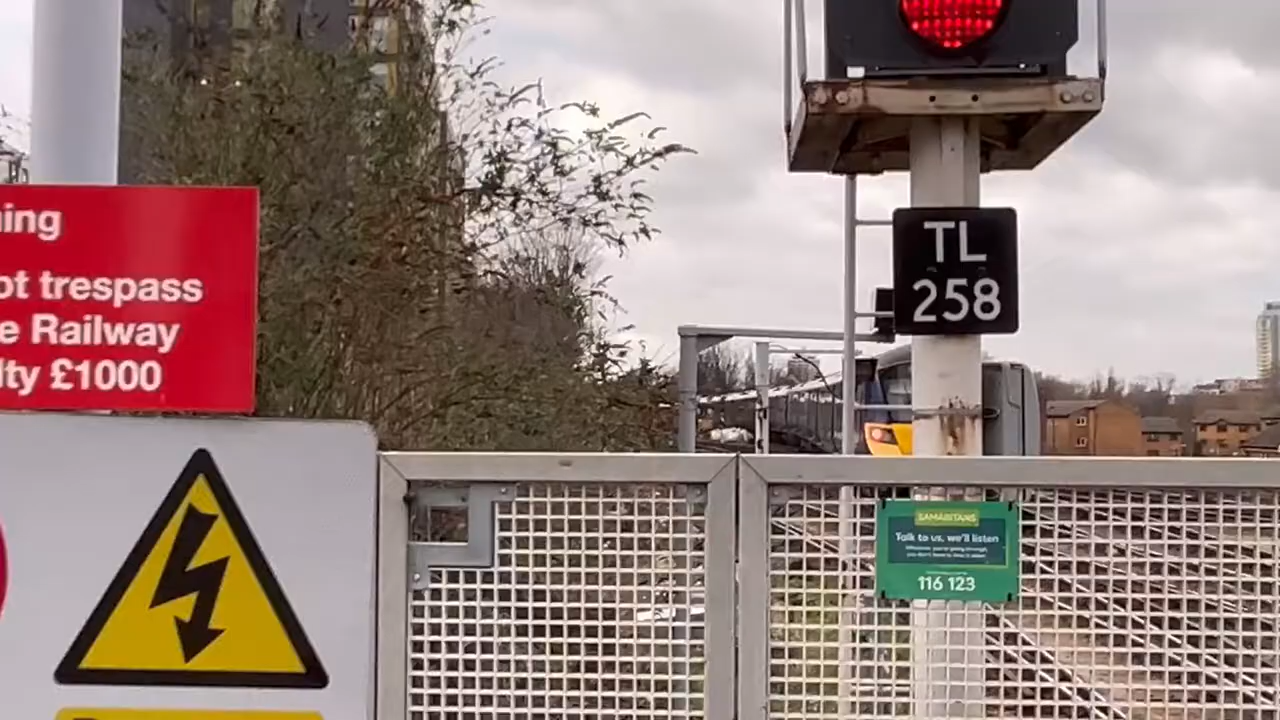 ing
ot trespass
e Railway
lty £1000
TL
258
SAMARITANS
Talk to us, we'll listen
116 123